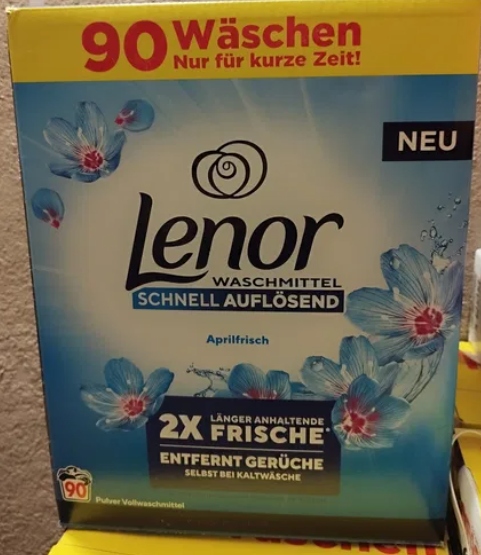 90 Wäschen
Nur für kurze Zeit!
NEU
Lenor
WASCHMITTEL
SCHNELL AUFLÖSEND
Aprilfrisch
2X LÄNGER ANHALTENDE
FRISCHE*
ENTFERNT GERÜCHE
SELBST BEI KALTWÄSCHE
90
Pulver Vollwaschmittel